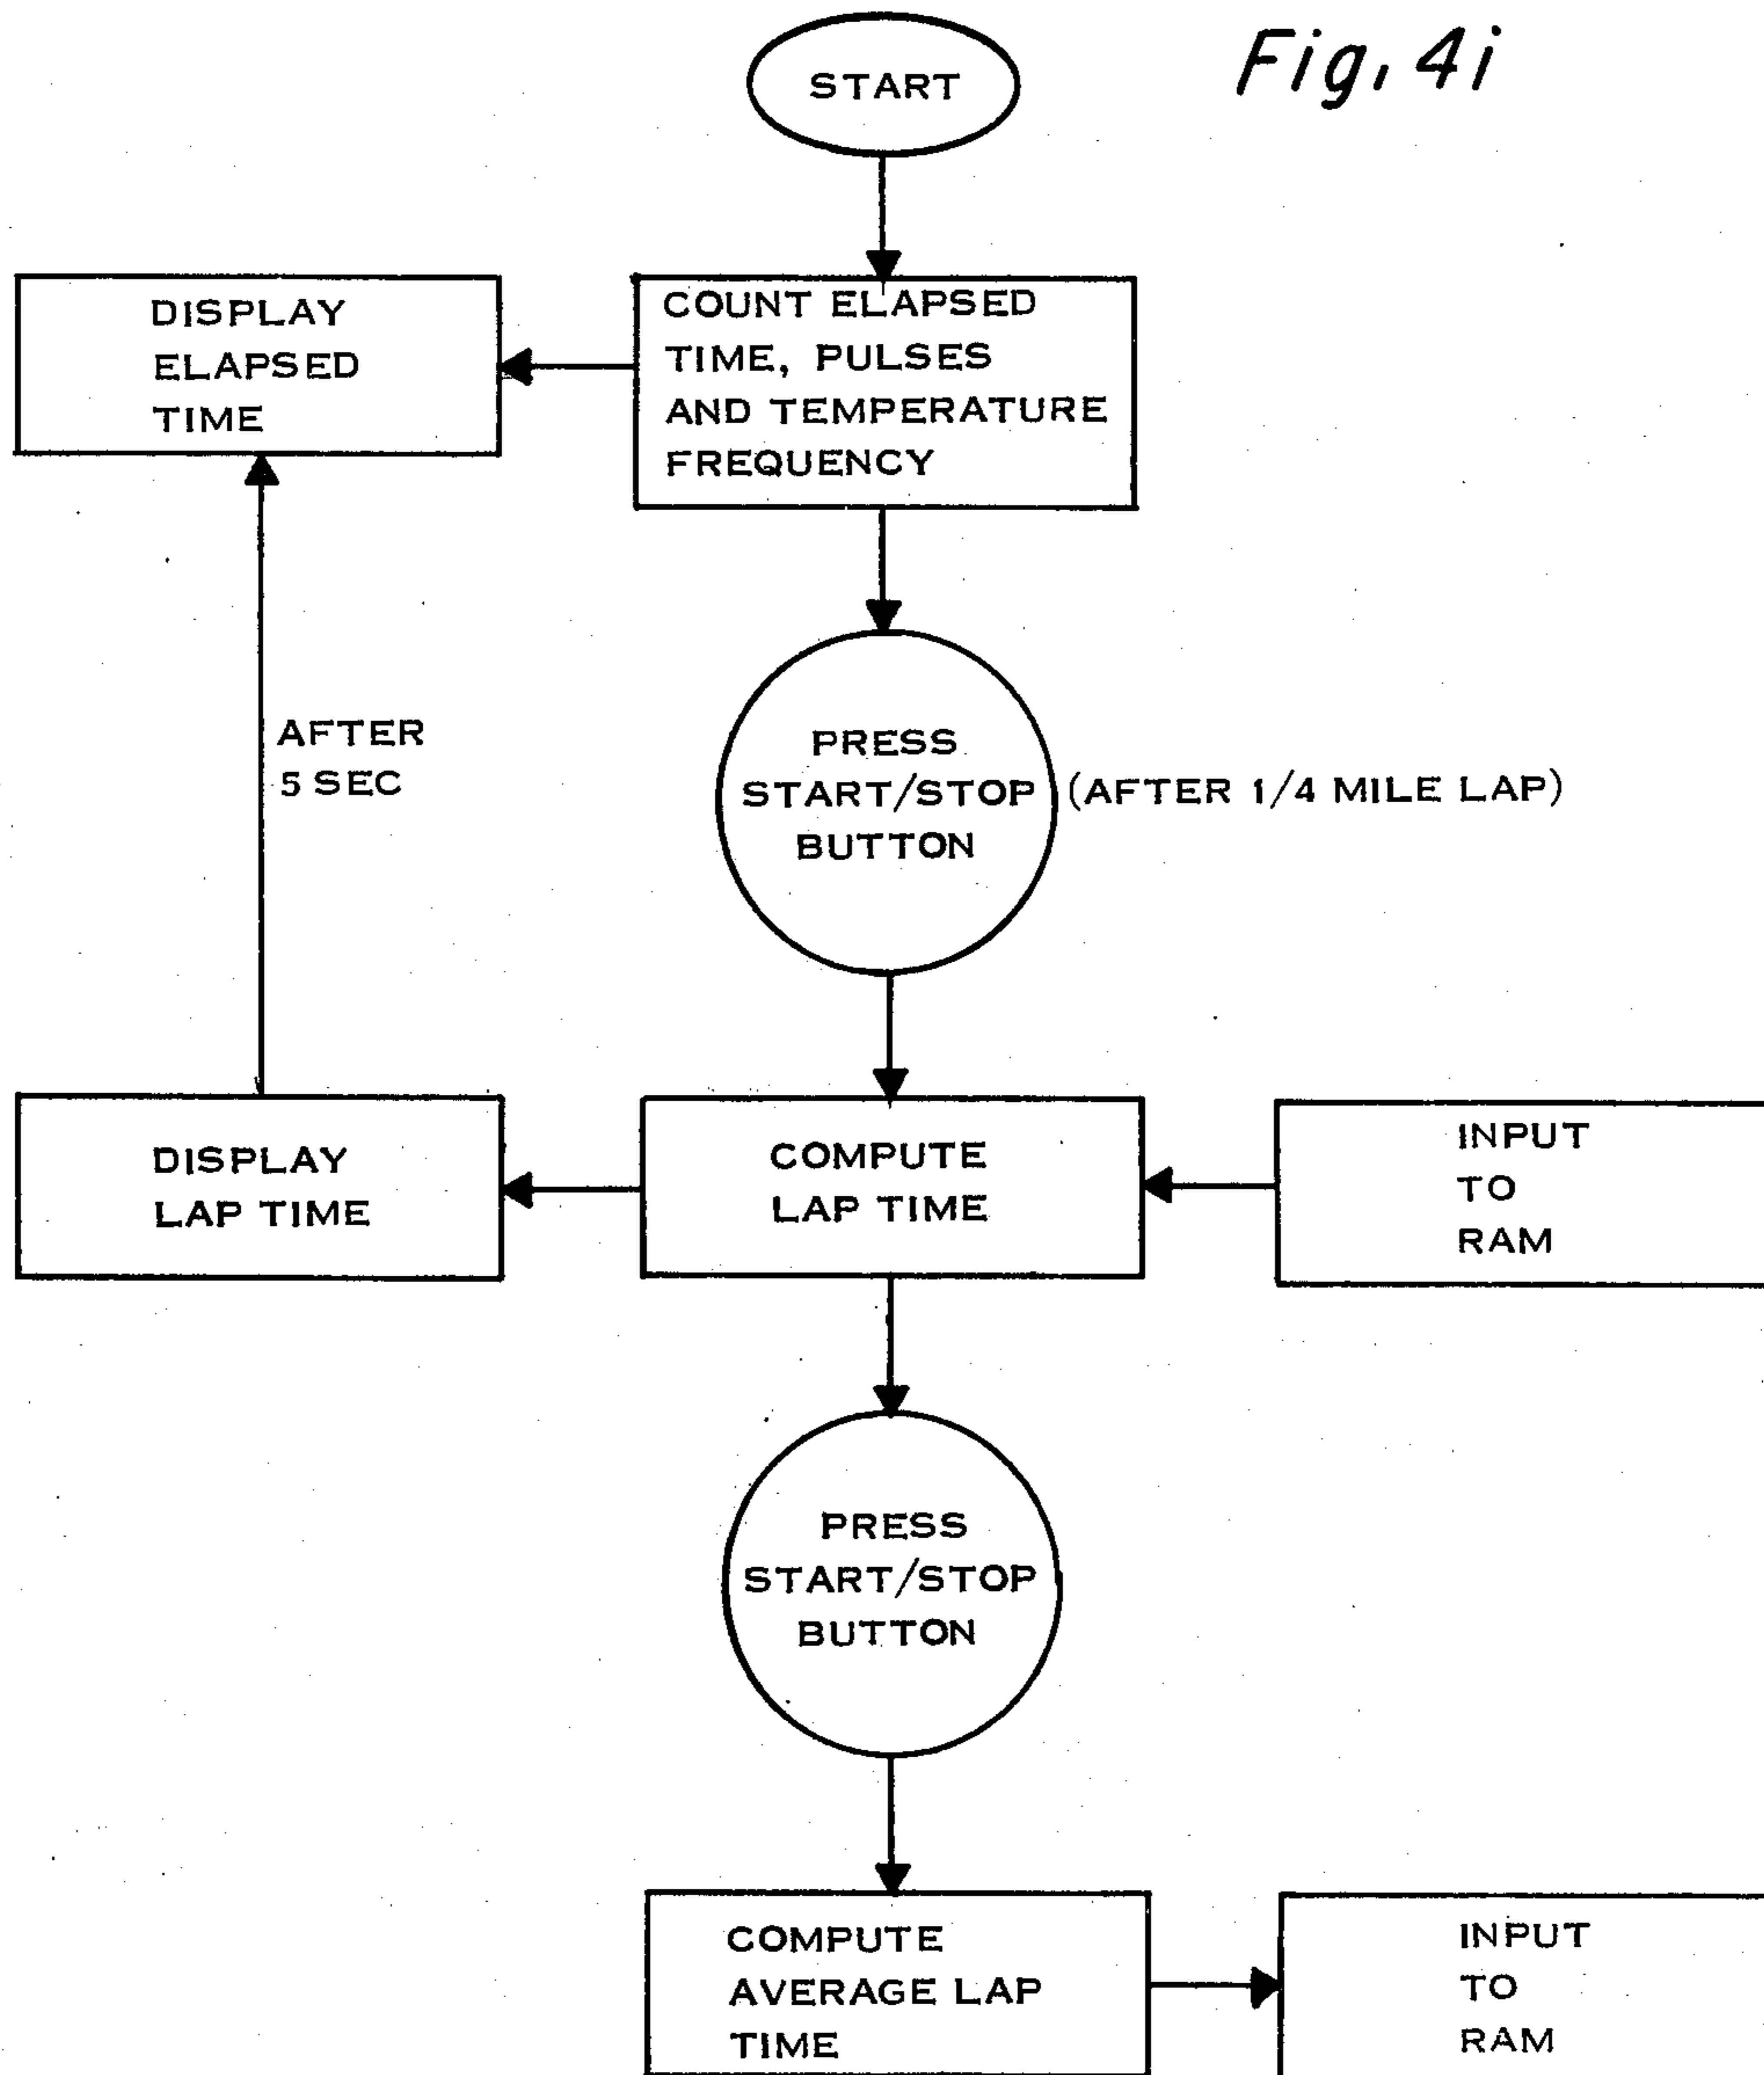 Fig. 4i
START
DISPLAY
ELAPSED
TIME
COUNT ELAPSED
TIME, PULSES
AND TEMPERATURE
FREQUENCY
AFTER
5 SEC
PRESS
START/STOP
BUTTON
(AFTER 1/4 MILE LAP)
DISPLAY
LAP TIME
COMPUTE
LAP TIME
INPUT
TO
RAM
PRESS
START/STOP
BUTTON
COMPUTE
AVERAGE LAP
TIME
INPUT
TO
RAM